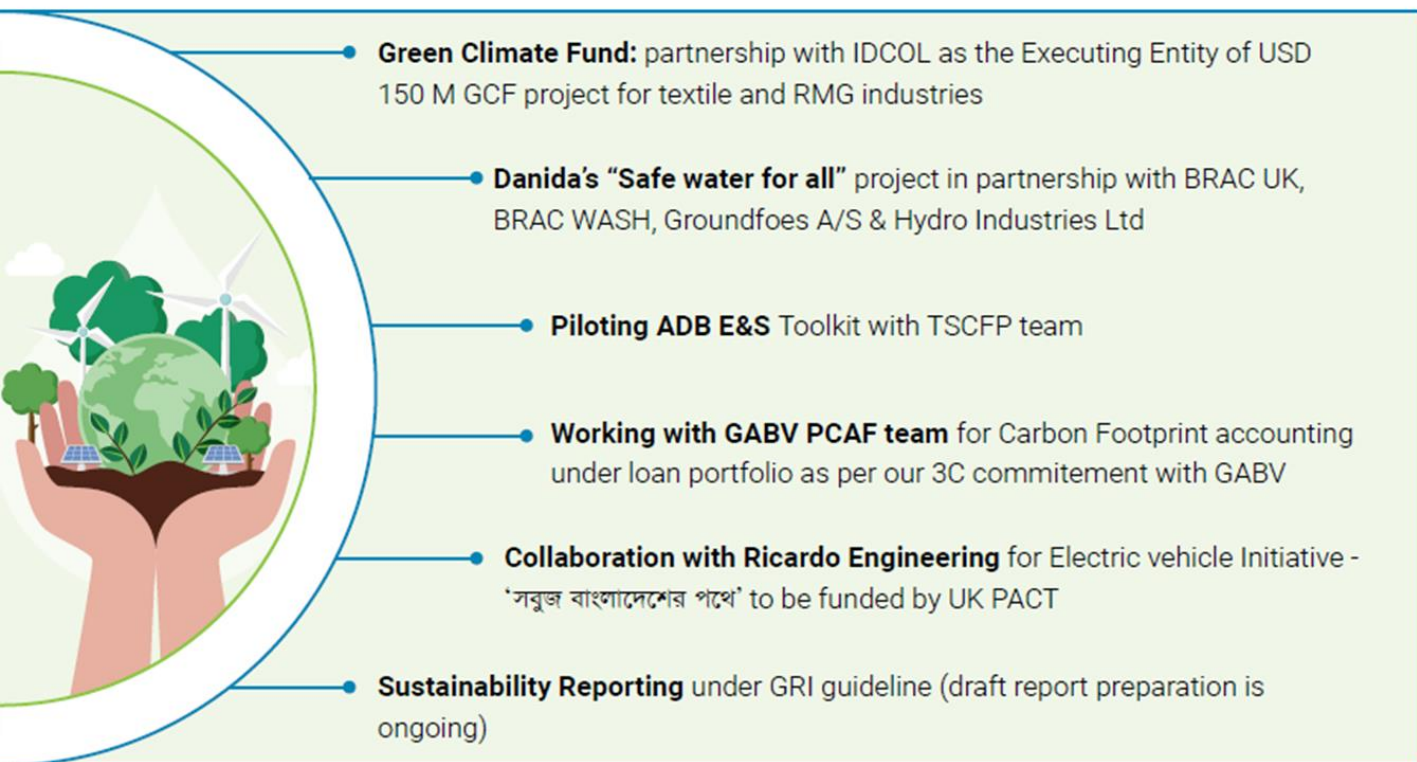 Green Climate Fund: partnership with IDCOL as the Executing Entity of USD
150 M GCF project for textile and RMG industries
Danida's “Safe water for all” project in partnership with BRAC UK,
BRAC WASH, Groundfoes A/S & Hydro Industries Ltd
Piloting ADB E&S Toolkit with TSCFP team
Working with GABV PCAF team for Carbon Footprint accounting
under loan portfolio as per our 3C commitement with GABV
Collaboration with Ricardo Engineering for Electric vehicle Initiative -
‘সবুজ বাংলাদেশের পথে’ to be funded by UK PACT
Sustainability Reporting under GRI guideline (draft report preparation is
ongoing)